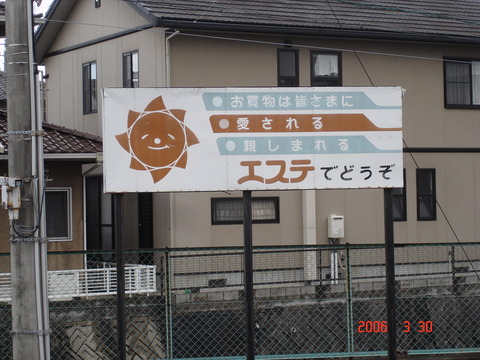 お買物は皆さまに
愛される
親しまれる
エステでどうぞ
2006 3 30